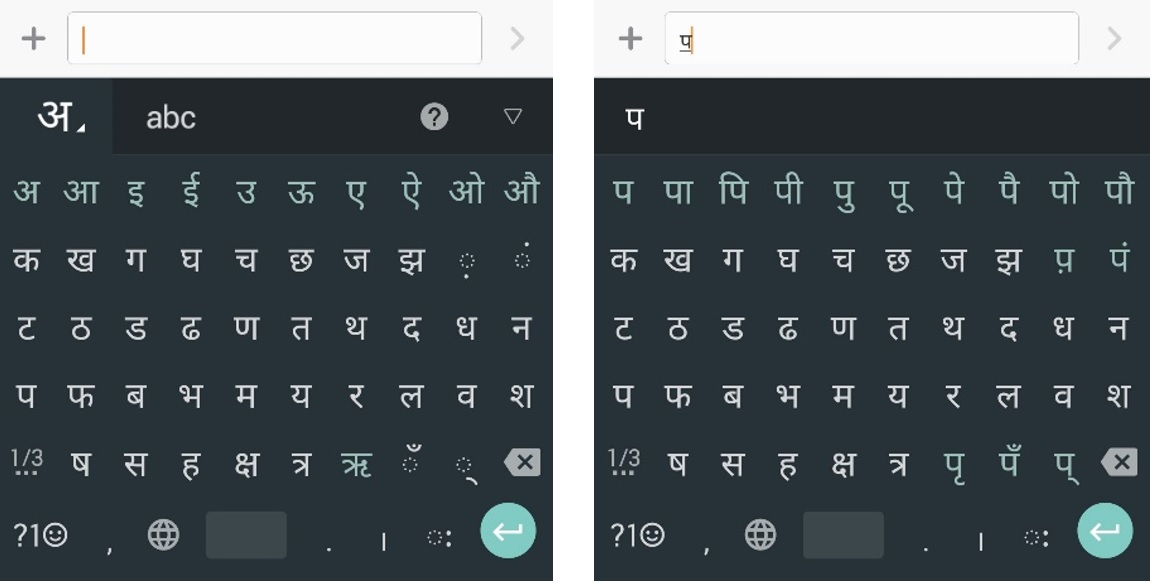 अ abc ?
अ आ इ ई उ ऊ ए ऐ ओ औ
क ख ग घ च छ ज झ ़ ं
ट ठ ड ढ ण त थ द ध न
प फ ब भ म य र ल व श
1/3 ष स ह क्ष त्र ऋ ँ ्
?1☺ , . । ः
प
प
प पा पि पी पु पू पे पै पो पौ
क ख ग घ च छ ज झ प़ पं
ट ठ ड ढ ण त थ द ध न
प फ ब भ म य र ल व श
1/3 ष स ह क्ष त्र पृ पँ प्
?1☺ , . । ः